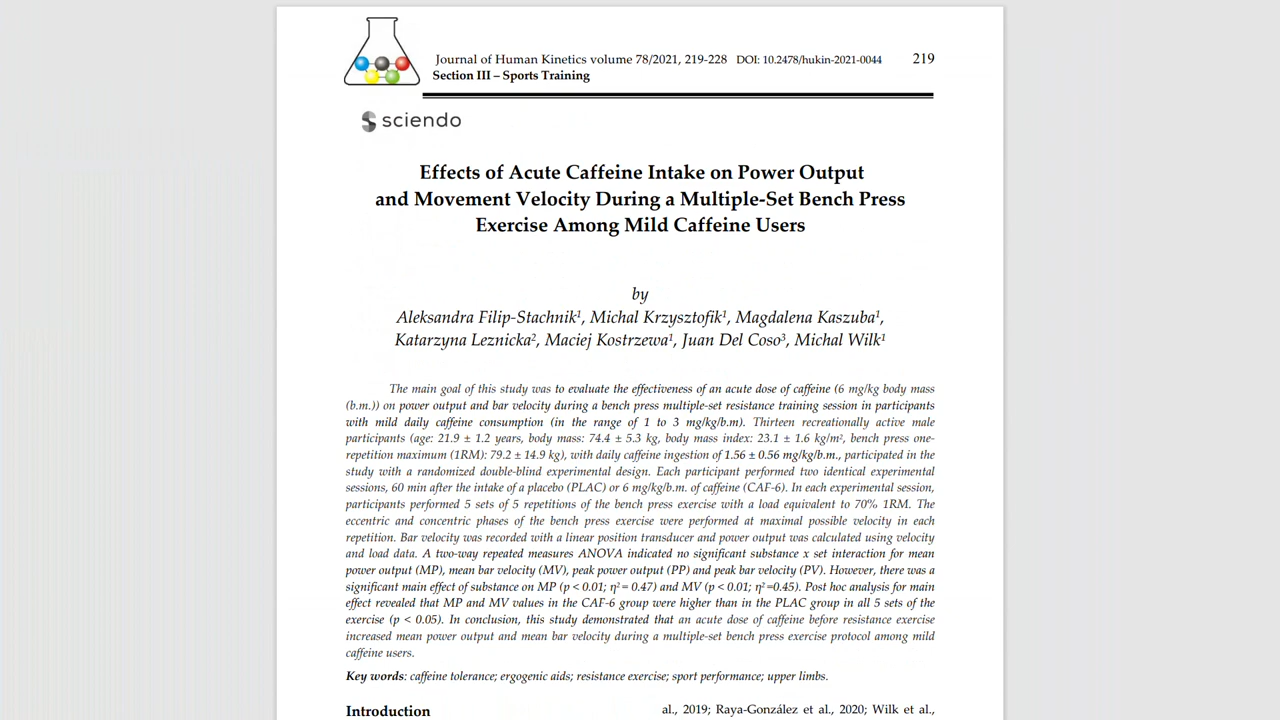 Journal of Human Kinetics volume 78/2021, 219-228 DOI: 10.2478/hukin-2021-0044 219
Section III – Sports Training
sciendo
Effects of Acute Caffeine Intake on Power Output
and Movement Velocity During a Multiple-Set Bench Press
Exercise Among Mild Caffeine Users
by
Aleksandra Filip-Stachnik¹, Michal Krzysztofik¹, Magdalena Kaszuba¹,
Katarzyna Leznicka², Maciej Kostrzewa¹, Juan Del Coso³, Michal Wilk¹
The main goal of this study was to evaluate the effectiveness of an acute dose of caffeine (6 mg/kg body mass
(b.m.)) on power output and bar velocity during a bench press multiple-set resistance training session in participants
with mild daily caffeine consumption (in the range of 1 to 3 mg/kg/b.m). Thirteen recreationally active male
participants (age: 21.9 ± 1.2 years, body mass: 74.4 ± 5.3 kg, body mass index: 23.1 ± 1.6 kg/m², bench press one-
repetition maximum (1RM): 79.2 ± 14.9 kg), with daily caffeine ingestion of 1.56 ± 0.56 mg/kg/b.m., participated in the
study with a randomized double-blind experimental design. Each participant performed two identical experimental
sessions, 60 min after the intake of a placebo (PLAC) or 6 mg/kg/b.m. of caffeine (CAF-6). In each experimental session,
participants performed 5 sets of 5 repetitions of the bench press exercise with a load equivalent to 70% 1RM. The
eccentric and concentric phases of the bench press exercise were performed at maximal possible velocity in each
repetition. Bar velocity was recorded with a linear position transducer and power output was calculated using velocity
and load data. A two-way repeated measures ANOVA indicated no significant substance x set interaction for mean
power output (MP), mean bar velocity (MV), peak power output (PP) and peak bar velocity (PV). However, there was a
significant main effect of substance on MP (p < 0.01; η² = 0.47) and MV (p < 0.01; η² =0.45). Post hoc analysis for main
effect revealed that MP and MV values in the CAF-6 group were higher than in the PLAC group in all 5 sets of the
exercise (p < 0.05). In conclusion, this study demonstrated that an acute dose of caffeine before resistance exercise
increased mean power output and mean bar velocity during a multiple-set bench press exercise protocol among mild
caffeine users.
Key words: caffeine tolerance; ergogenic aids; resistance exercise; sport performance; upper limbs.
Introduction
al., 2019; Raya-González et al., 2020; Wilk et al.,